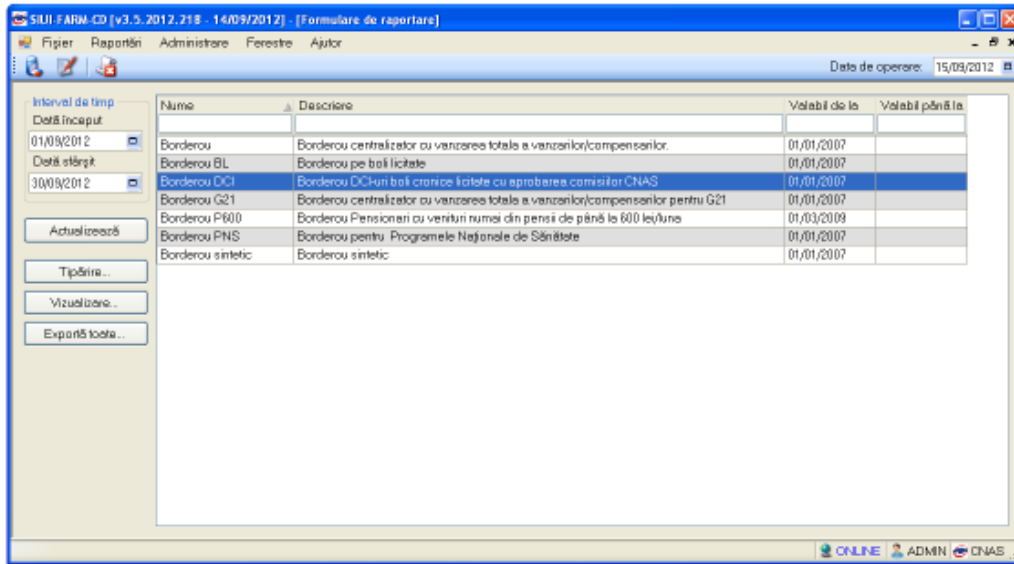 SIUI-FARM-CD [v3.5.2012.218 - 14/09/2012] - [Formulare de raportare]
Fişier Raportări Administrare Ferestre Ajutor
Data de operare: 15/09/2012
Interval de timp
Dată început
01/09/2012
Dată sfârşit
30/09/2012
Actualizează
Tipărire...
Vizualizare...
Exportă toate...
Nume Descriere Valabil de la Valabil până la
Borderou Borderou centralizator cu vanzarea totala a vanzarilor/compensarilor. 01/01/2007
Borderou BL Borderou pe boli licitate 01/01/2007
Borderou DCI Borderou DCI-uri boli cronice licitate cu aprobarea comisiilor CNAS 01/01/2007
Borderou G21 Borderou centralizator cu vanzarea totala a vanzarilor/compensarilor pentru G21 01/01/2007
Borderou P600 Borderou Pensionari cu venituri numai din pensii de până la 600 lei/luna 01/03/2009
Borderou PNS Borderou pentru Programele Naţionale de Sănătate 01/01/2007
Borderou sintetic Borderou sintetic 01/01/2007
ONLINE ADMIN CNAS